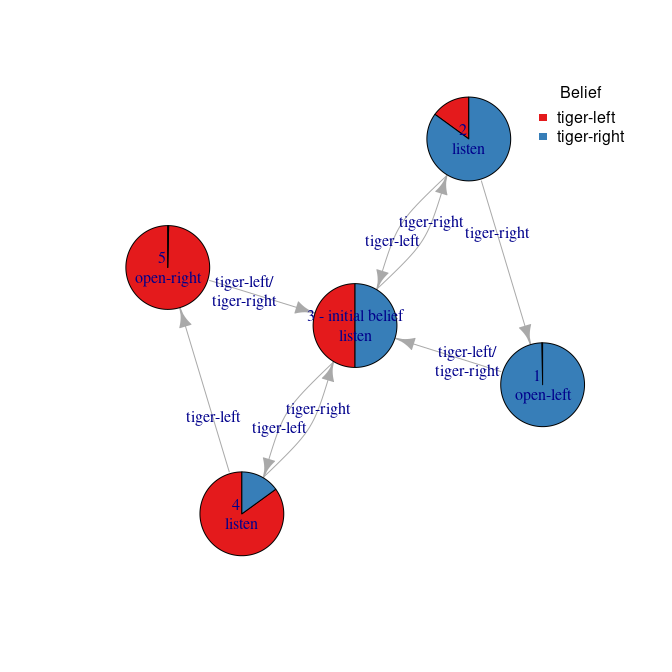 Belief
tiger-left
tiger-right
2
listen
tiger-right
tiger-left
tiger-right
5
open-right
tiger-left/
tiger-right
3 - initial belief
listen
tiger-left/
tiger-right
1
open-left
tiger-right
tiger-left
tiger-left
4
listen